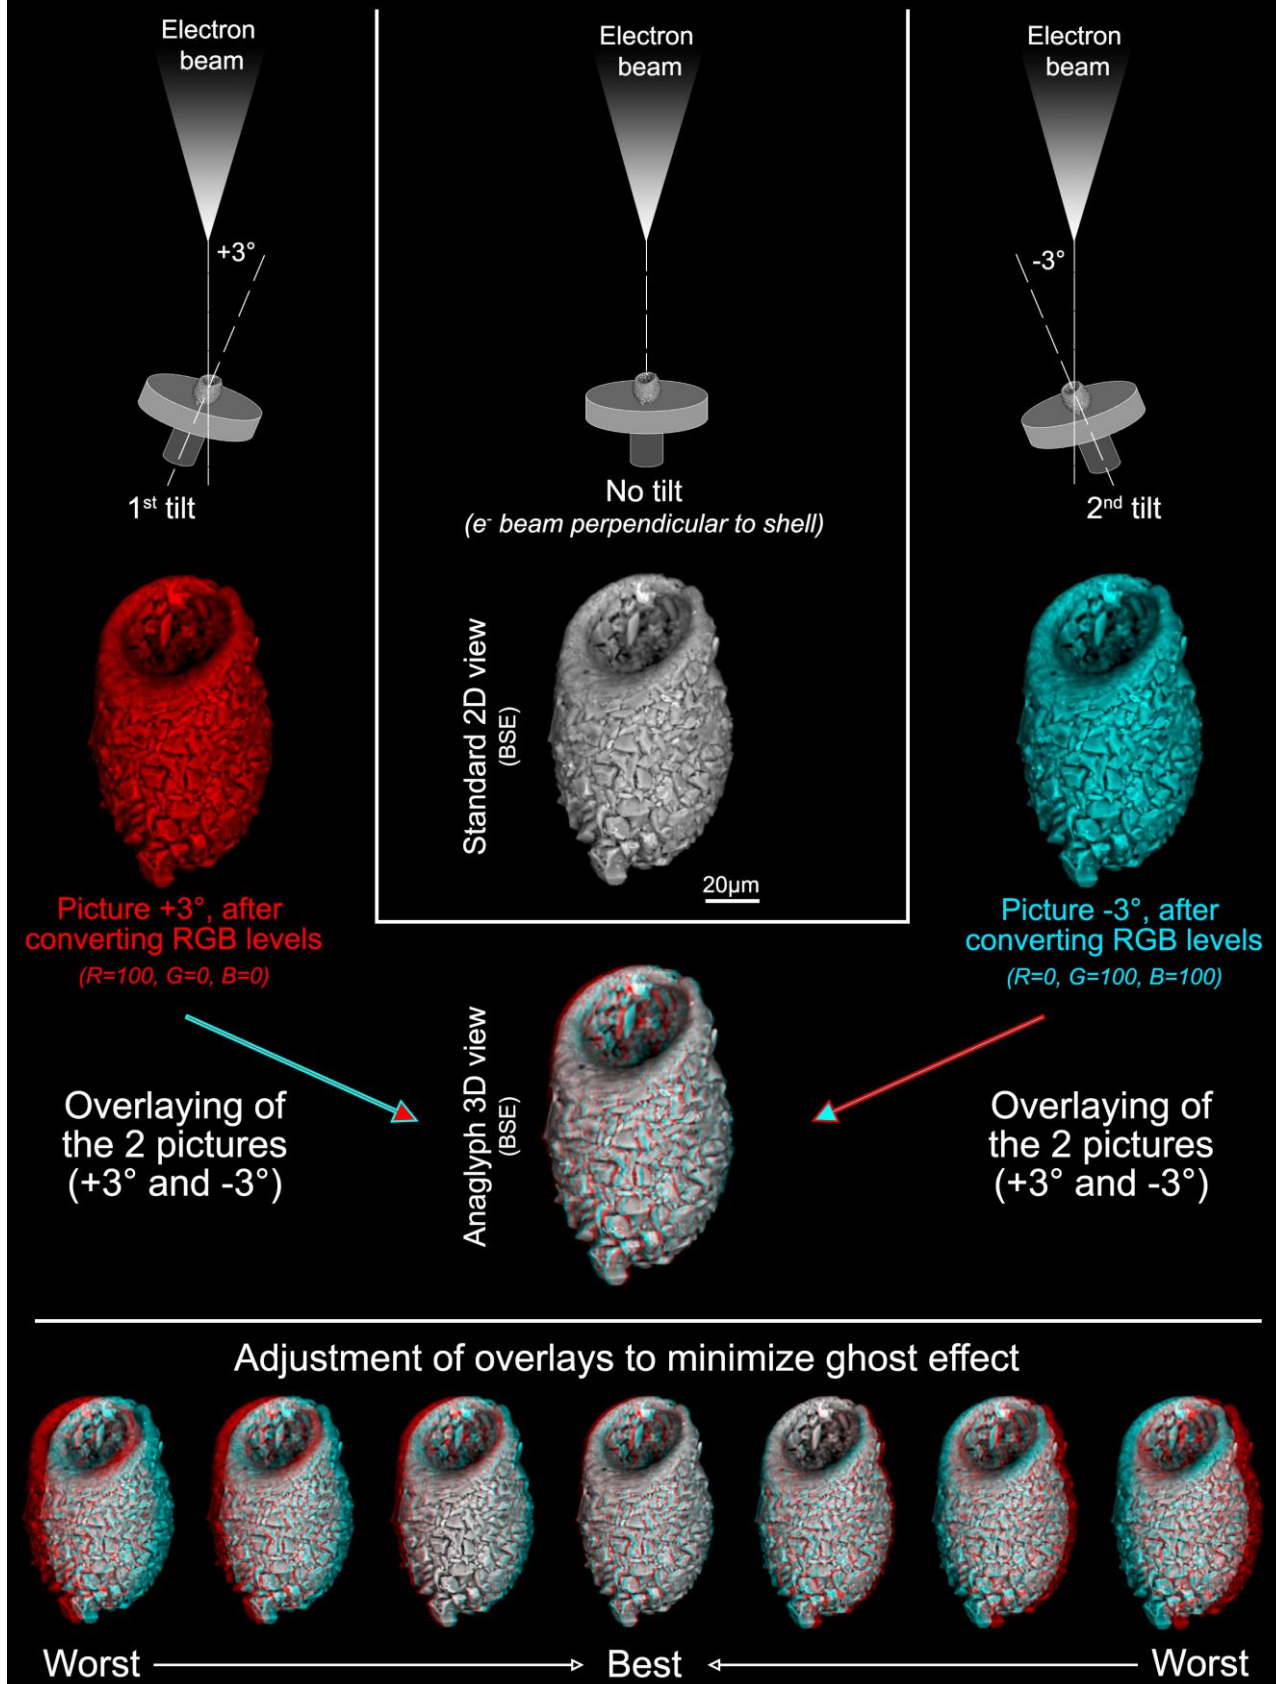 Electron
beam
Electron
beam
Electron
beam
+3°
-3°
1st tilt
No tilt
(e- beam perpendicular to shell)
2nd tilt
Standard 2D view
(BSE)
20µm
Picture +3°, after
converting RGB levels
(R=100, G=0, B=0)
Picture -3°, after
converting RGB levels
(R=0, G=100, B=100)
Anaglyph 3D view
(BSE)
Overlaying of
the 2 pictures
(+3° and -3°)
Overlaying of
the 2 pictures
(+3° and -3°)
Adjustment of overlays to minimize ghost effect
Worst
Best
Worst